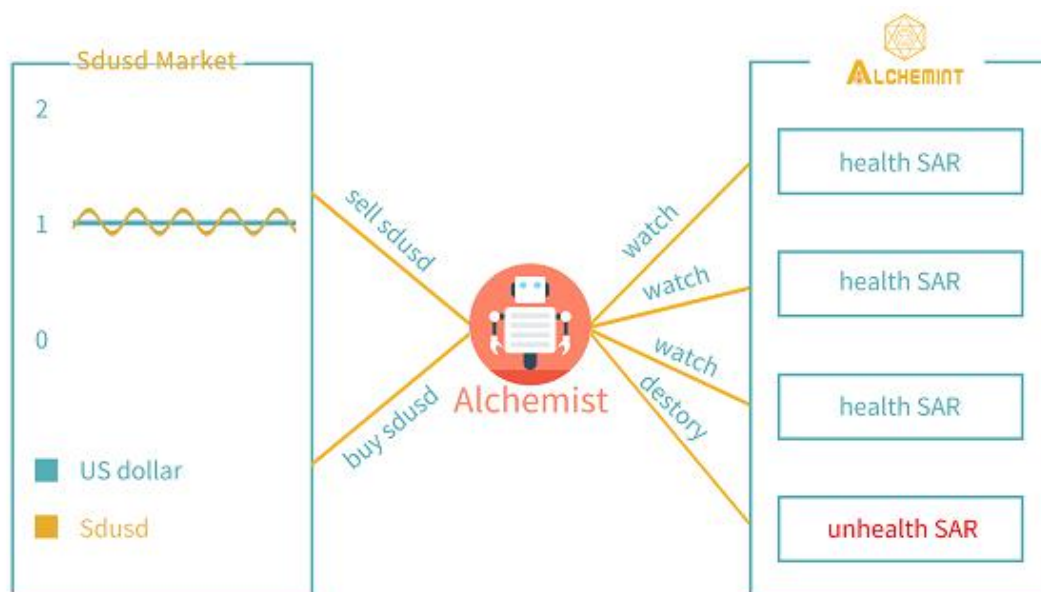 Sdusd Market
2
1
0
US dollar
Sdusd
sell sdusd
buy sdusd
Alchemist
watch
watch
watch
destory
ALCHEMINT
health SAR
health SAR
health SAR
unhealth SAR